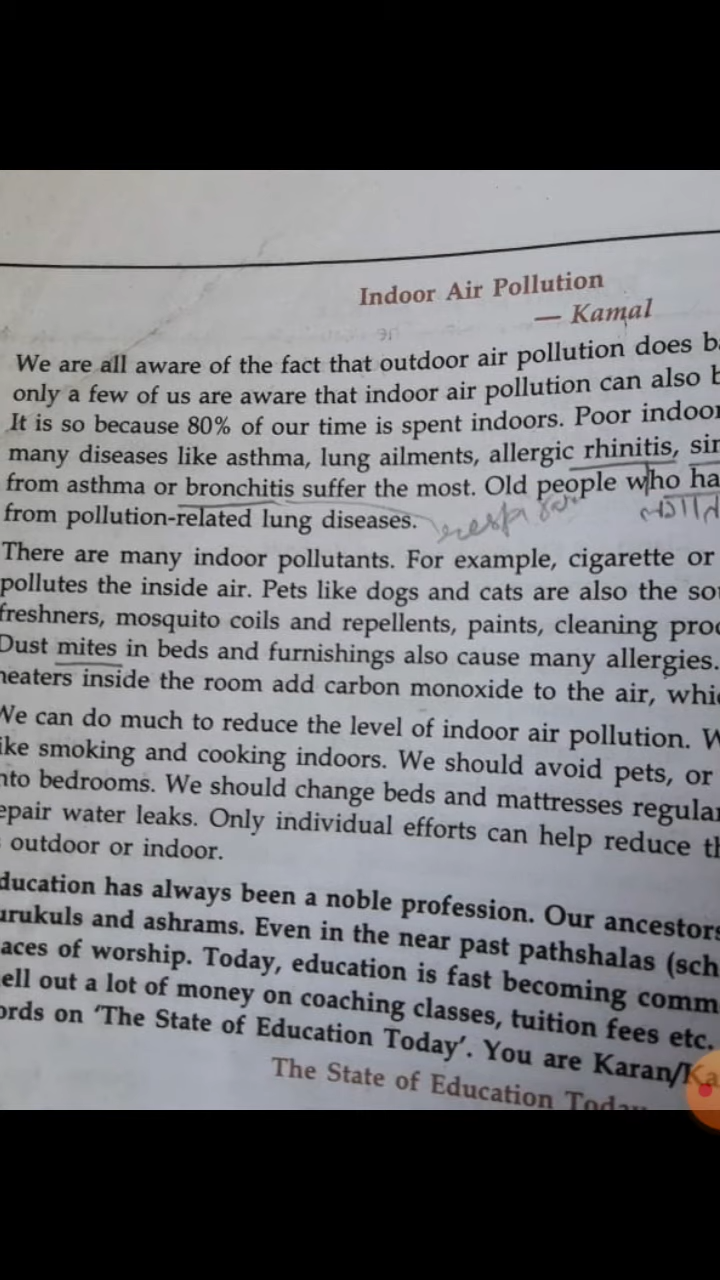 Indoor Air Pollution
— Kamal
We are all aware of the fact that outdoor air pollution does
only a few of us are aware that indoor air pollution can also
It is so because 80% of our time is spent indoors. Poor indoor
many diseases like asthma, lung ailments, allergic rhinitis,
from asthma or bronchitis suffer the most. Old people who
from pollution-related lung diseases.
There are many indoor pollutants. For example, cigarette or
pollutes the inside air. Pets like dogs and cats are also the
freshners, mosquito coils and repellents, paints, cleaning
Dust mites in beds and furnishings also cause many allergies.
heaters inside the room add carbon monoxide to the air,
We can do much to reduce the level of indoor air pollution.
ike smoking and cooking indoors. We should avoid pets, or
nto bedrooms. We should change beds and mattresses
epair water leaks. Only individual efforts can help reduce
outdoor or indoor.
ducation has always been a noble profession. Our ancestors
urukuls and ashrams. Even in the near past pathshalas (sch
aces of worship. Today, education is fast becoming comm
ell out a lot of money on coaching classes, tuition fees etc.
ords on 'The State of Education Today'. You are Karan/Ka
The State of Education Today